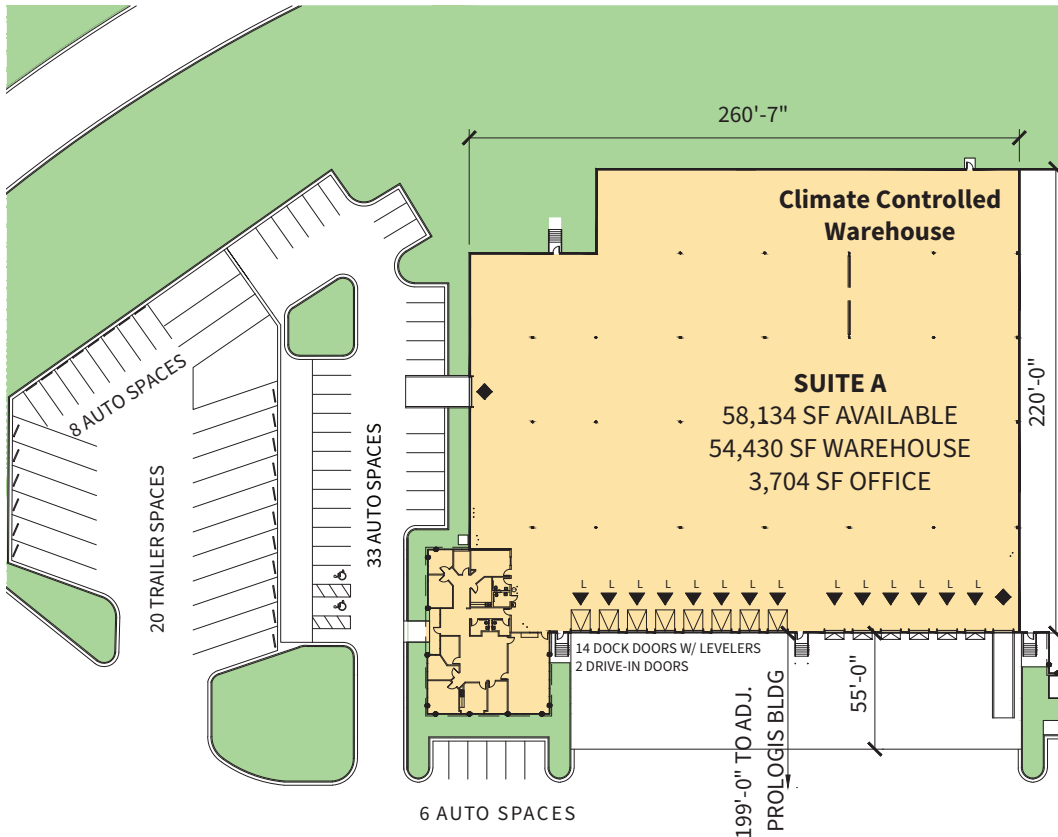 260'-7"
Climate Controlled
Warehouse
SUITE A
58,134 SF AVAILABLE
54,430 SF WAREHOUSE
3,704 SF OFFICE
220'-0"
8 AUTO SPACES
20 TRAILER SPACES
33 AUTO SPACES
L L L L L L L L L L L L L L
14 DOCK DOORS W/ LEVELERS
2 DRIVE-IN DOORS
55'-0"
199'-0" TO ADJ.
PROLOGIS BLDG
6 AUTO SPACES